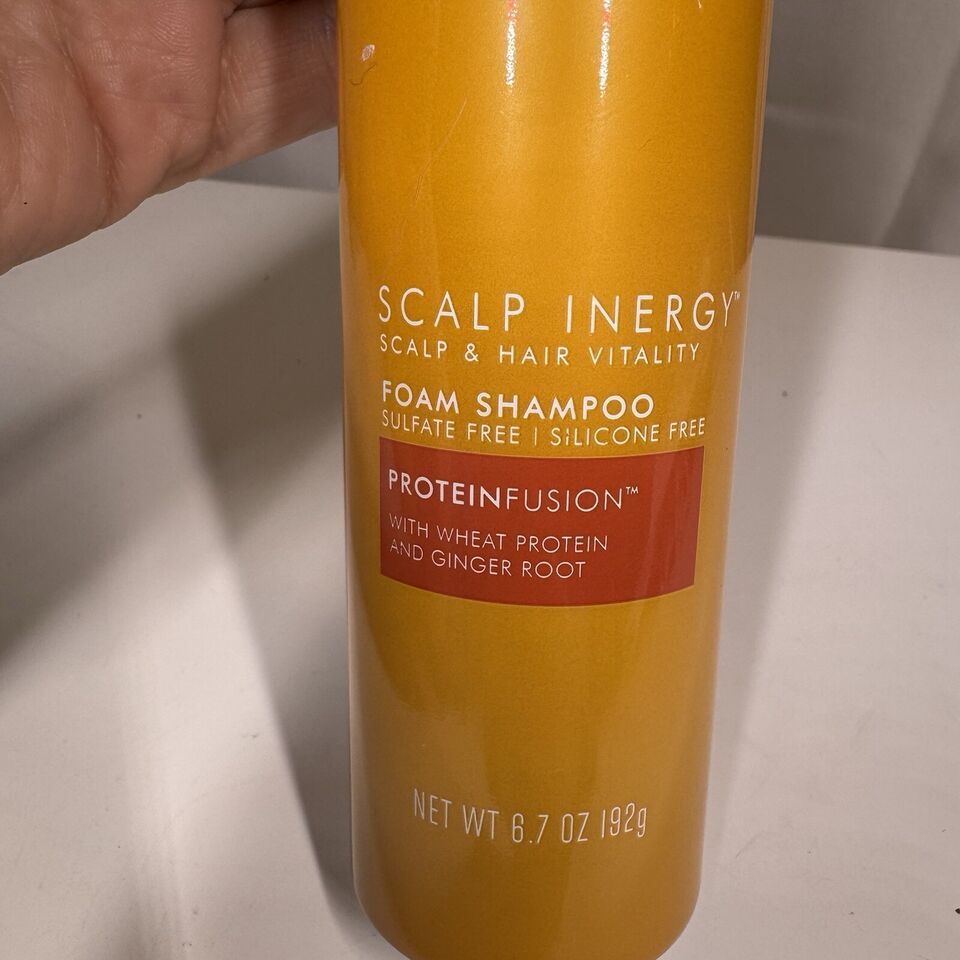 SCALP INERGY™
SCALP & HAIR VITALITY
FOAM SHAMPOO
SULFATE FREE | SILICONE FREE
PROTEINFUSION™
WITH WHEAT PROTEIN
AND GINGER ROOT
NET WT 6.7 OZ 192g